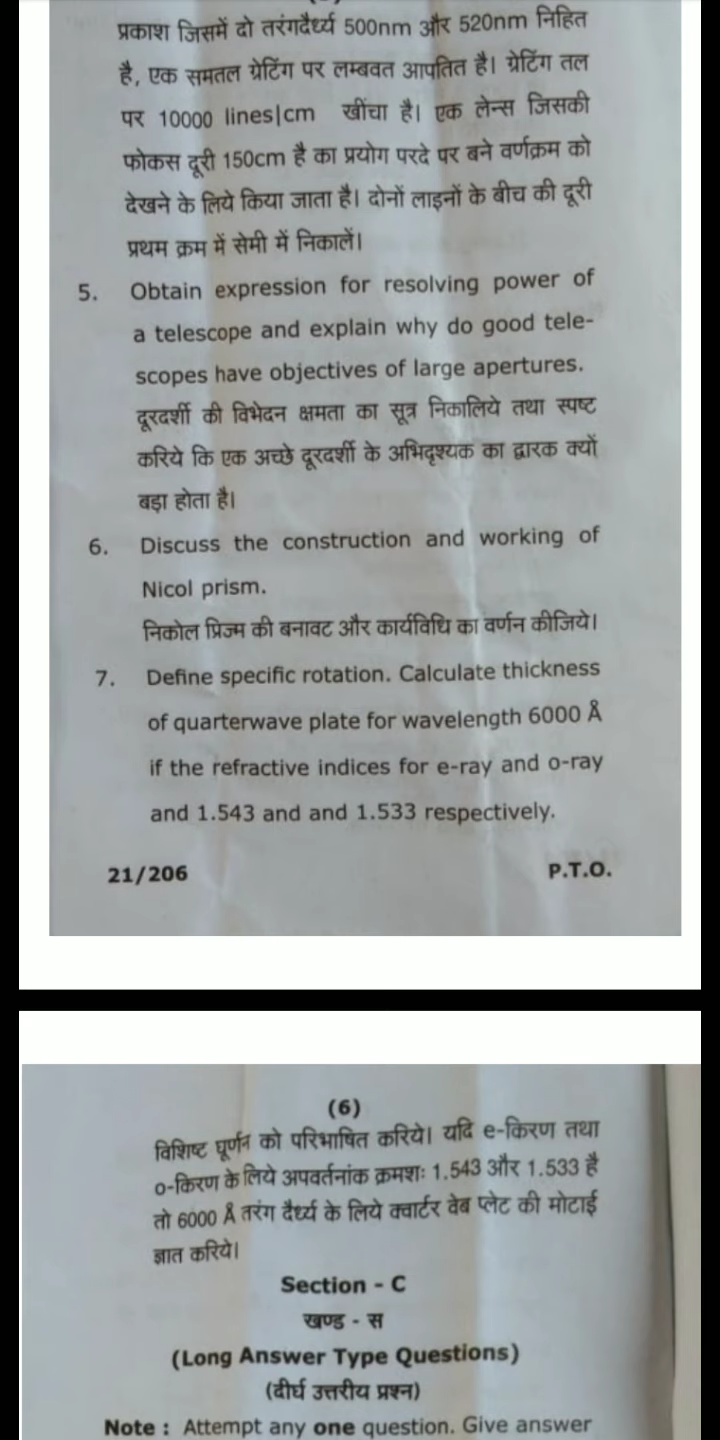 प्रकाश जिसमें दो तरंगदैर्ध्य 500nm और 520nm निहित
है, एक समतल ग्रेटिंग पर लम्बवत आपतित है। ग्रेटिंग तल
पर 10000 lines|cm खींचा है। एक लेन्स जिसकी
फोकस दूरी 150cm है का प्रयोग परदे पर बने वर्णक्रम को
देखने के लिये किया जाता है। दोनों लाइनों के बीच की दूरी
प्रथम क्रम में सेमी में निकालें।
5. Obtain expression for resolving power of
a telescope and explain why do good tele-
scopes have objectives of large apertures.
दूरदर्शी की विभेदन क्षमता का सूत्र निकालिये तथा स्पष्ट
करिये कि एक अच्छे दूरदर्शी के अभिदृश्यक का द्वारक क्यों
बड़ा होता है।
6. Discuss the construction and working of
Nicol prism.
निकोल प्रिज्म की बनावट और कार्यविधि का वर्णन कीजिये।
7. Define specific rotation. Calculate thickness
of quarterwave plate for wavelength 6000 Å
if the refractive indices for e-ray and o-ray
and 1.543 and and 1.533 respectively.
21/206 P.T.O.
(6)
विशिष्ट घूर्णन को परिभाषित करिये। यदि e-किरण तथा
o-किरण के लिये अपवर्तनांक क्रमशः 1.543 और 1.533 है
तो 6000 Å तरंग दैर्ध्य के लिये क्वार्टर वेब प्लेट की मोटाई
ज्ञात करिये।
Section - C
खण्ड - स
(Long Answer Type Questions)
(दीर्घ उत्तरीय प्रश्न)
Note : Attempt any one question. Give answer